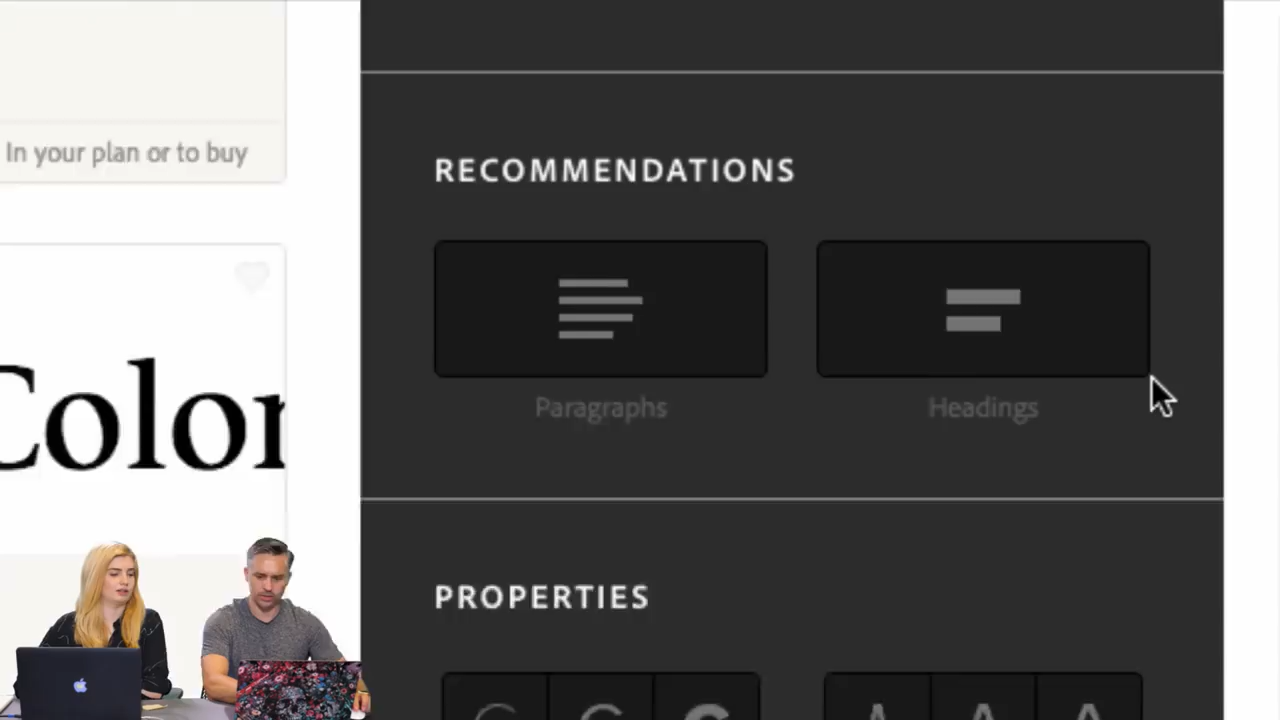 In your plan or to buy
RECOMMENDATIONS
Paragraphs
Headings
Color
PROPERTIES